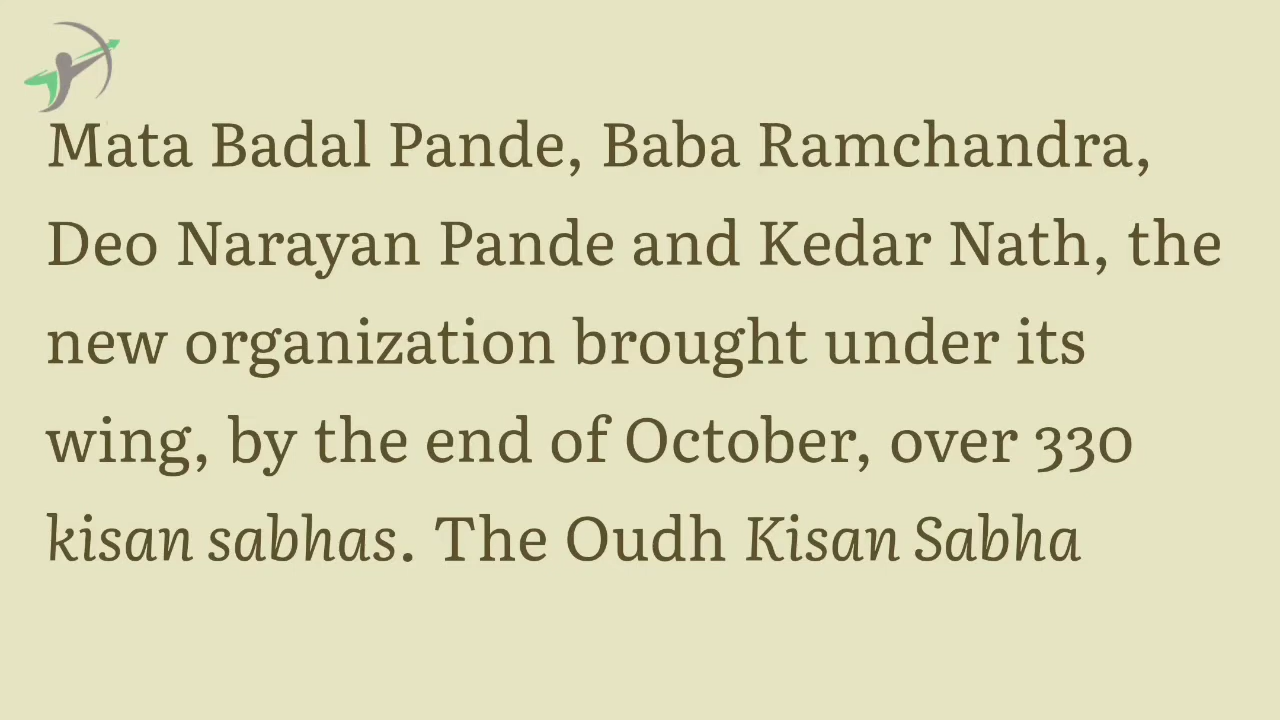 Mata Badal Pande, Baba Ramchandra,
Deo Narayan Pande and Kedar Nath, the
new organization brought under its
wing, by the end of October, over 330
kisan sabhas. The Oudh Kisan Sabha